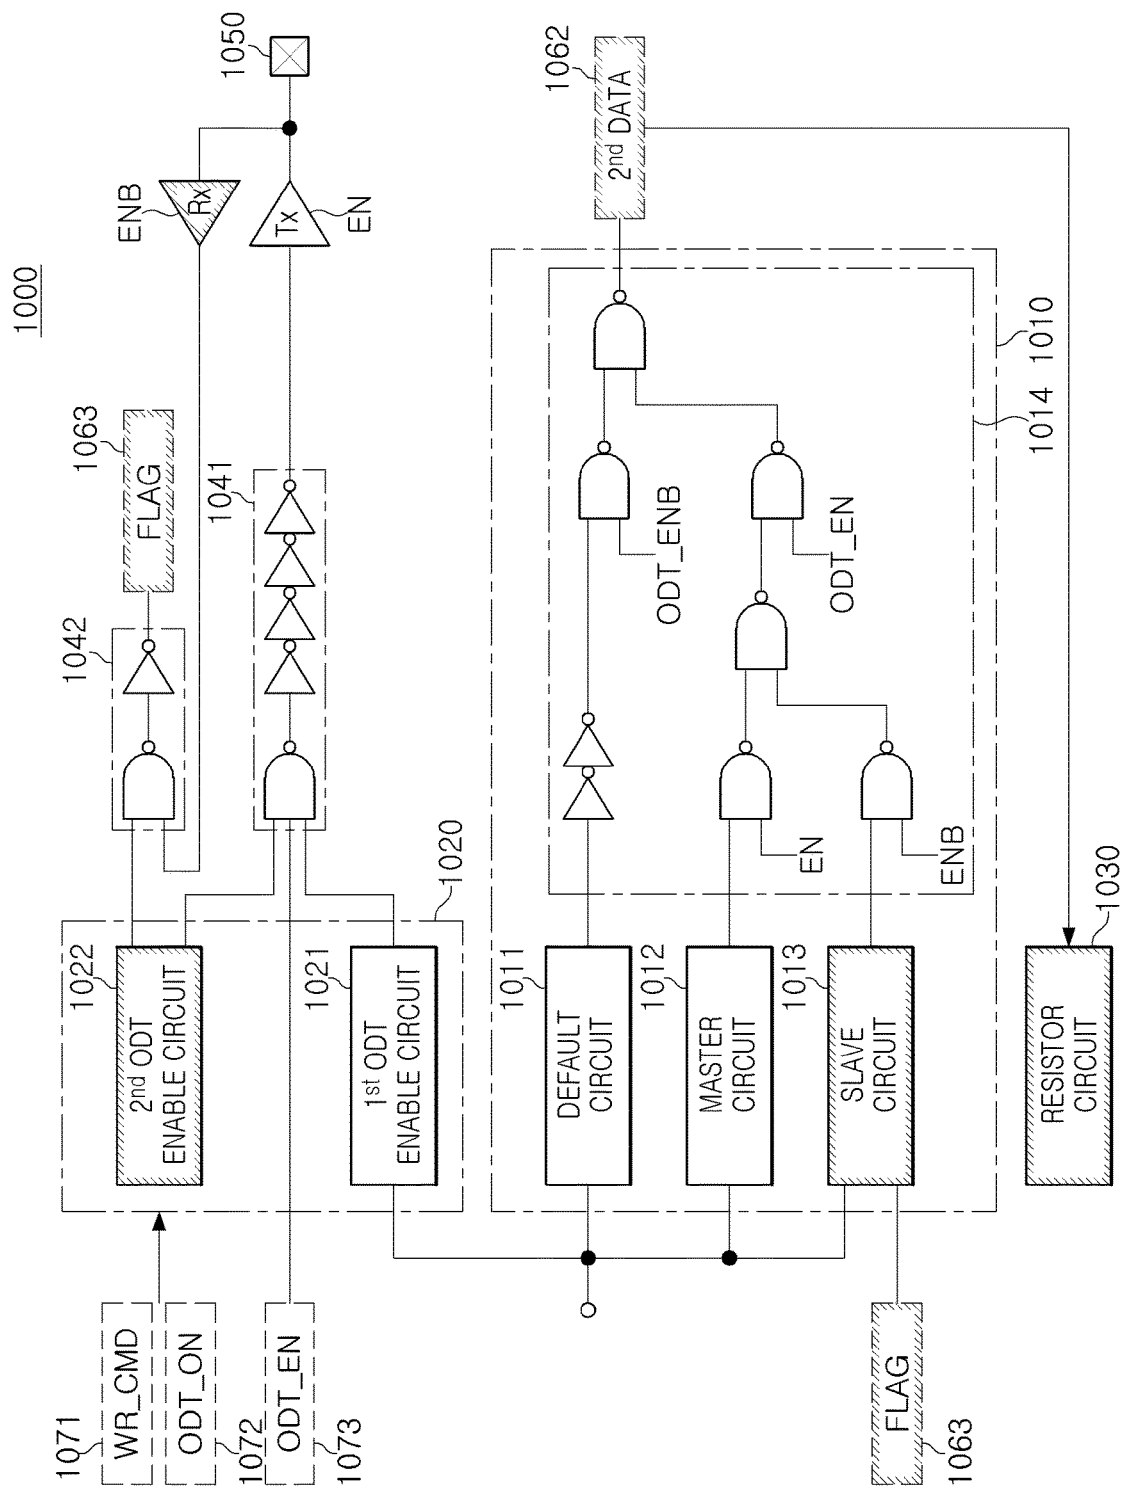 1000
1071
WR_CMD
ODT_ON
1072
ODT_EN
1073
1022
2nd ODT
ENABLE CIRCUIT
1021
1st ODT
ENABLE CIRCUIT
1020
1042
1063
FLAG
1041
ENB
Rx
Tx
EN
1050
1011
DEFAULT
CIRCUIT
1012
MASTER
CIRCUIT
1013
SLAVE
CIRCUIT
FLAG
1063
EN
ENB
ODT_ENB
ODT_EN
1014
1010
1062
2nd DATA
1030
RESISTOR
CIRCUIT